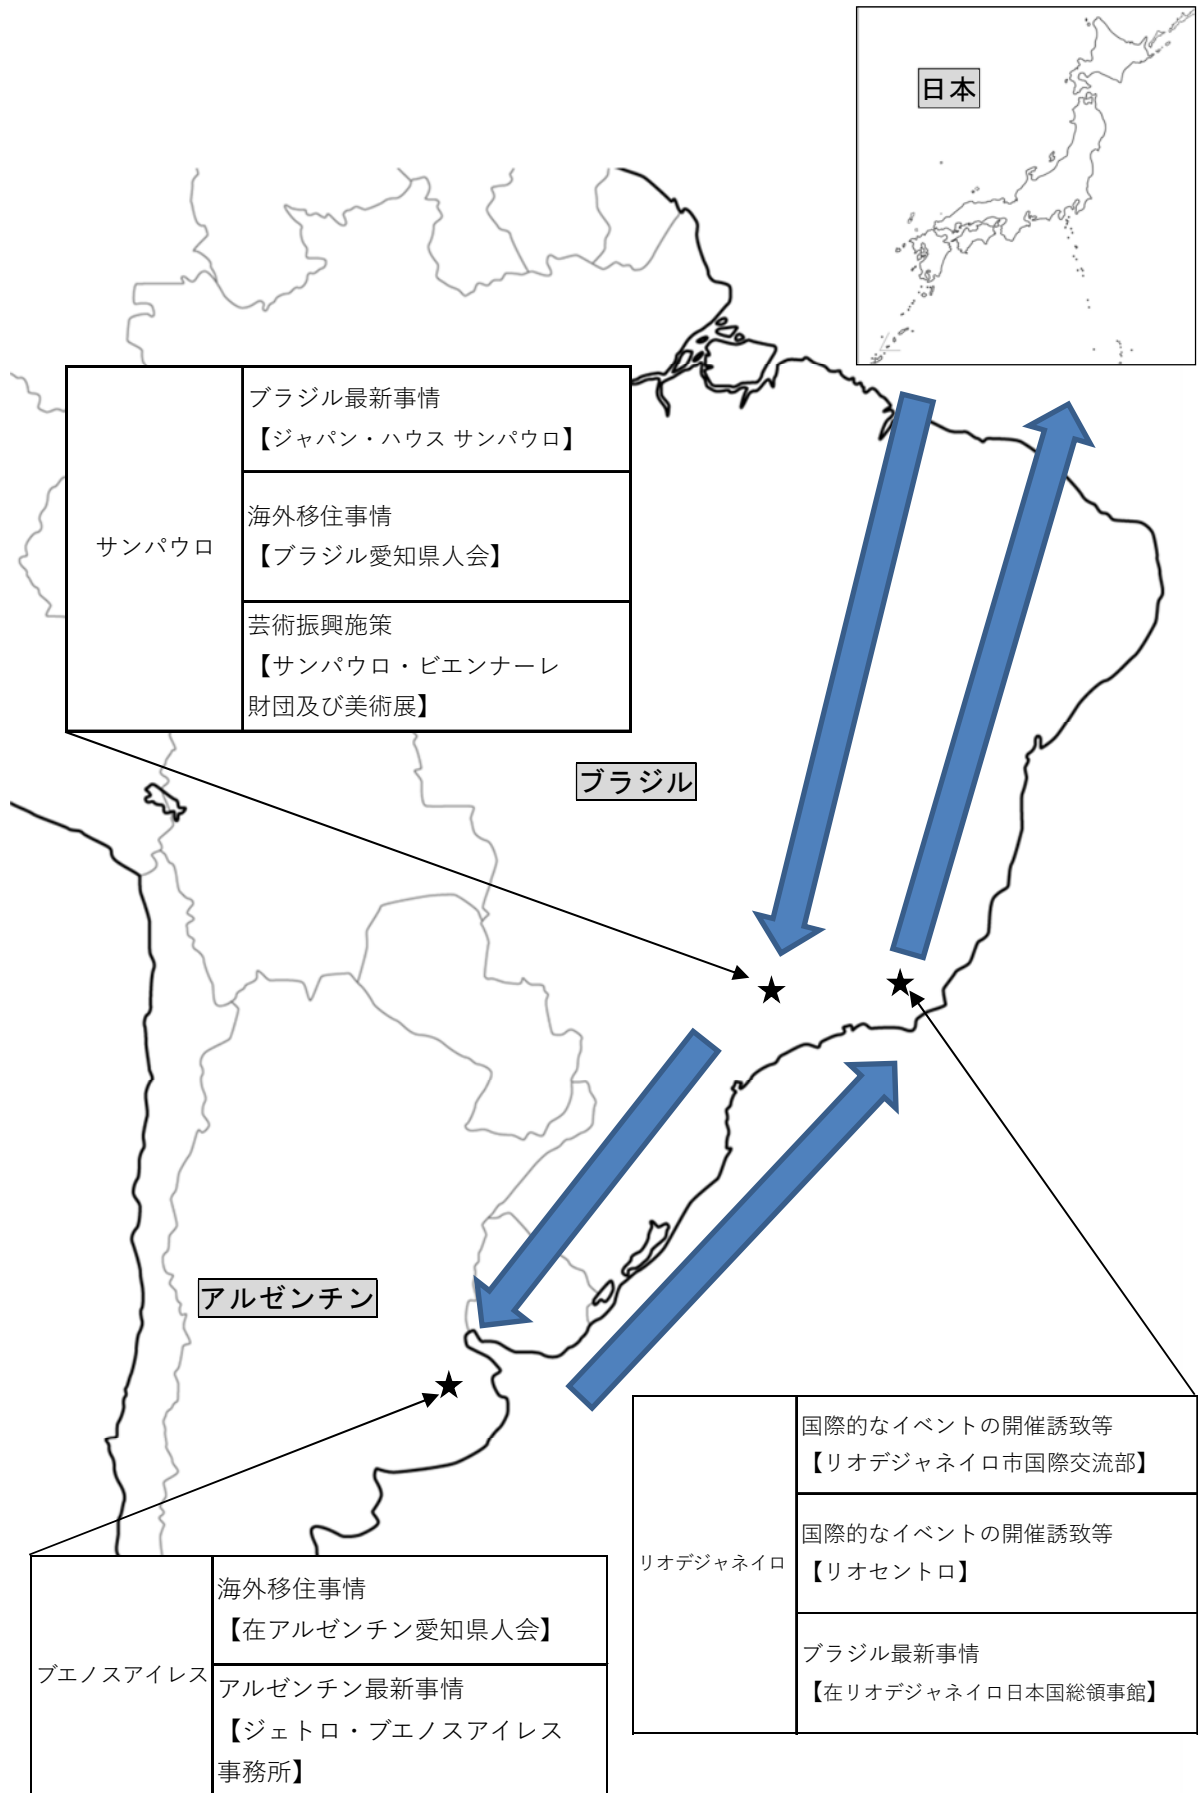 日本
サンパウロ
ブラジル最新事情
【ジャパン・ハウス サンパウロ】
海外移住事情
【ブラジル愛知県人会】
芸術振興施策
【サンパウロ・ビエンナーレ
財団及び美術展】
ブラジル
アルゼンチン
リオデジャネイロ
国際的なイベントの開催誘致等
【リオデジャネイロ市国際交流部】
国際的なイベントの開催誘致等
【リオセントロ】
ブラジル最新事情
【在リオデジャネイロ日本国総領事館】
ブエノスアイレス
海外移住事情
【在アルゼンチン愛知県人会】
アルゼンチン最新事情
【ジェトロ・ブエノスアイレス
事務所】